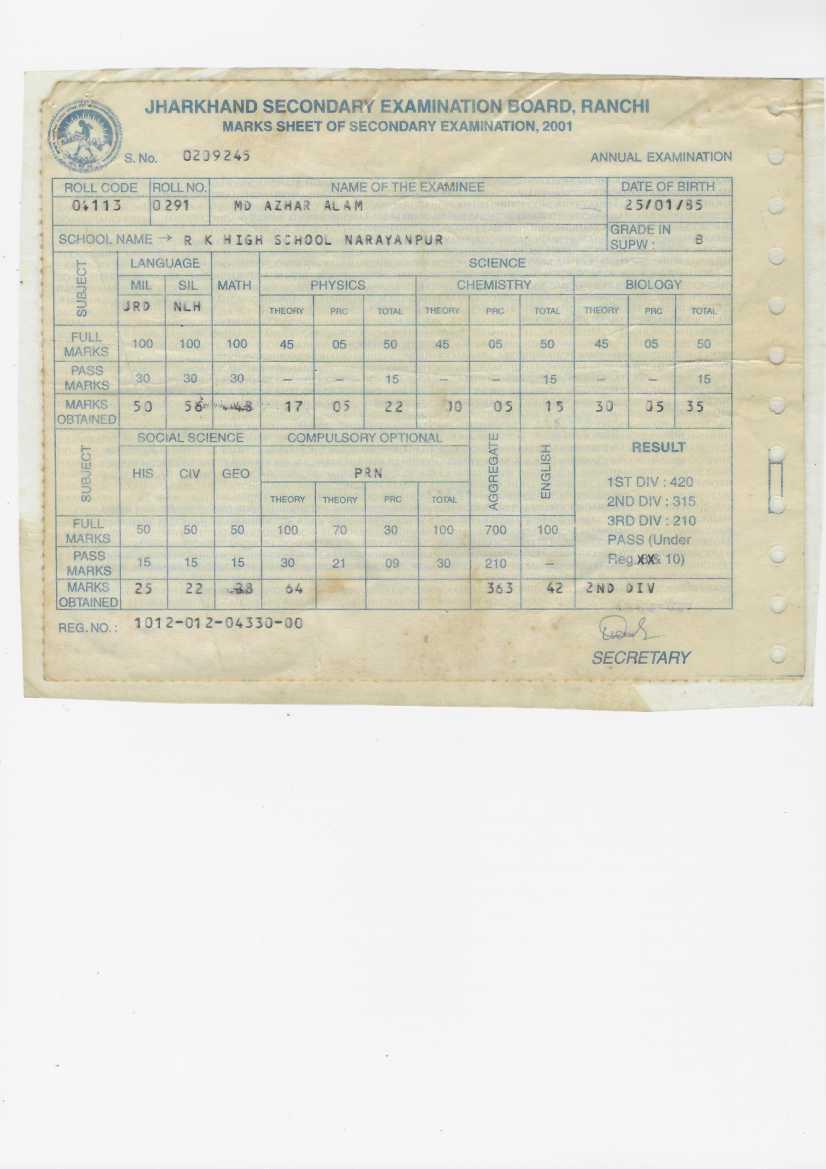 JHARKHAND SECONDARY EXAMINATION BOARD, RANCHI
MARKS SHEET OF SECONDARY EXAMINATION, 2001
S. No. 0209245
ANNUAL EXAMINATION
ROLL CODE ROLL NO. NAME OF THE EXAMINEE DATE OF BIRTH
04113 0291 MD AZHAR ALAM 25/01/85
SCHOOL NAME → R K HIGH SCHOOL NARAYANPUR GRADE IN SUPW : B
SUBJECT LANGUAGE SCIENCE
MIL SIL MATH PHYSICS CHEMISTRY BIOLOGY
JRD NLH THEORY PRC TOTAL THEORY PRC TOTAL THEORY PRC TOTAL
FULL MARKS 100 100 100 45 05 50 45 05 50 45 05 50
PASS MARKS 30 30 30 — — 15 — — 15 — — 15
MARKS OBTAINED 50 56 48 17 05 22 10 05 15 30 05 35
SUBJECT SOCIAL SCIENCE COMPULSORY OPTIONAL AGGREGATE ENGLISH RESULT
HIS CIV GEO PRN
THEORY THEORY PRC TOTAL
1ST DIV : 420
2ND DIV : 315
3RD DIV : 210
PASS (Under
Reg. & 10)
FULL MARKS 50 50 50 100 70 30 100 700 100
PASS MARKS 15 15 15 30 21 09 30 210 —
MARKS OBTAINED 25 22 64 363 42 2ND DIV
REG. NO. : 1012-012-04330-00
SECRETARY